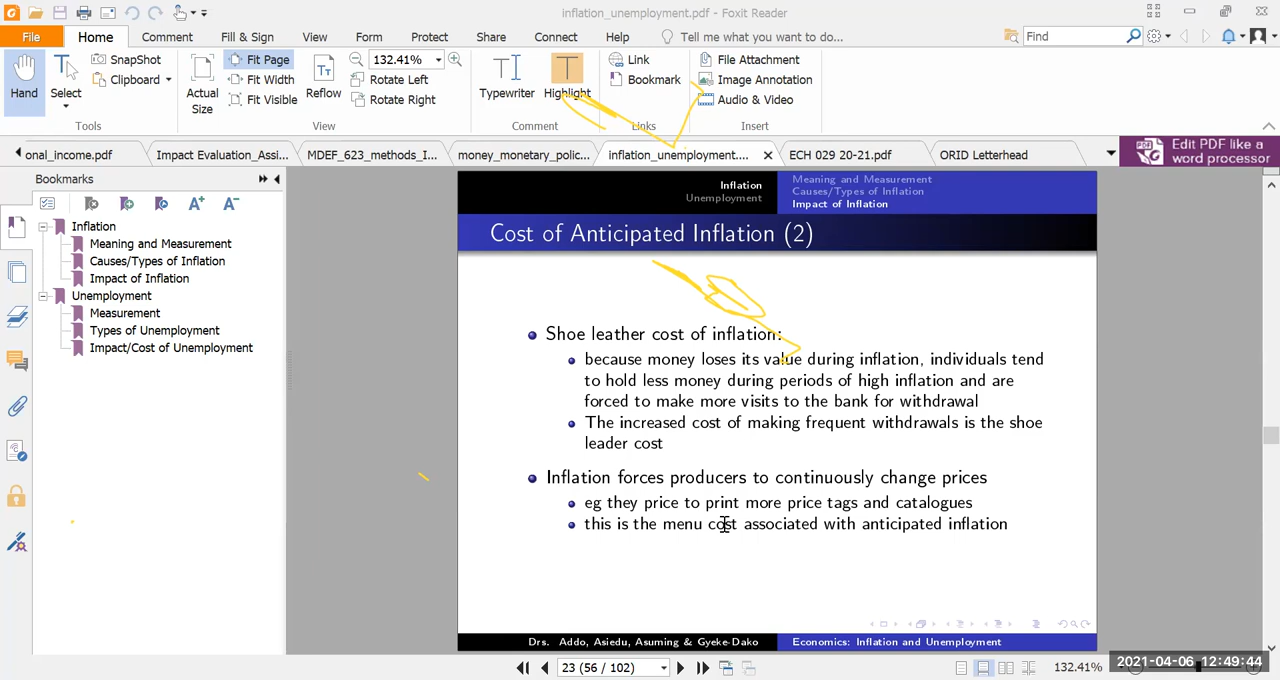 inflation_unemployment.pdf - Foxit Reader
File Home Comment Fill & Sign View Form Protect Share Connect Help Tell me what you want to do... Find
Hand
Select
SnapShot
Clipboard
Actual Size
Fit Page
Fit Width
Fit Visible
Reflow
132.41%
Rotate Left
Rotate Right
Typewriter
Highlight
Link
Bookmark
File Attachment
Image Annotation
Audio & Video
Tools View Comment Links Insert
onal_income.pdf Impact Evaluation_Assi... MDEF_623_methods_I... money_monetary_polic... inflation_unemployment.... ECH 029 20-21.pdf ORID Letterhead
Edit PDF like a
word processor
Bookmarks
Inflation
Meaning and Measurement
Causes/Types of Inflation
Impact of Inflation
Unemployment
Measurement
Types of Unemployment
Impact/Cost of Unemployment
Inflation
Unemployment
Meaning and Measurement
Causes/Types of Inflation
Impact of Inflation
Cost of Anticipated Inflation (2)
Shoe leather cost of inflation:
because money loses its value during inflation, individuals tend
to hold less money during periods of high inflation and are
forced to make more visits to the bank for withdrawal
The increased cost of making frequent withdrawals is the shoe
leader cost
Inflation forces producers to continuously change prices
eg they price to print more price tags and catalogues
this is the menu cost associated with anticipated inflation
Drs. Addo, Asiedu, Asuming & Gyeke-Dako Economics: Inflation and Unemployment
23 (56 / 102) 132.41%
2021-04-06 12:49:44